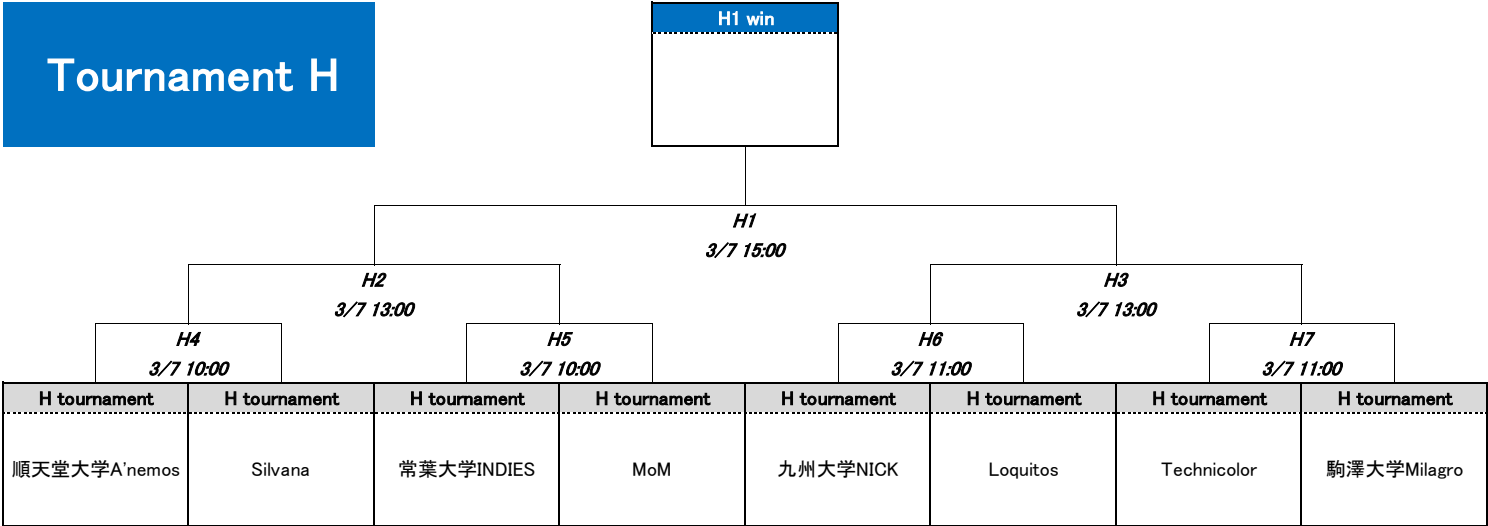 Tournament H
H1 win
H1
3/7 15:00
H2
H3
3/7 13:00
3/7 13:00
H4
H5
H6
H7
3/7 10:00
3/7 10:00
3/7 11:00
3/7 11:00
H tournament
H tournament
H tournament
H tournament
H tournament
H tournament
H tournament
H tournament
順天堂大学A'nemos
Silvana
常葉大学INDIES
MoM
九州大学NICK
Loquitos
Technicolor
駒澤大学Milagro